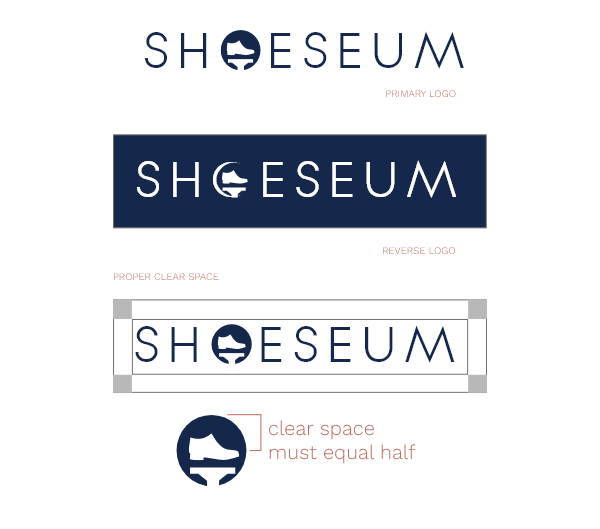 SHOESEUM
PRIMARY LOGO
SHOESEUM
REVERSE LOGO
PROPER CLEAR SPACE
SHOESEUM
clear space
must equal half